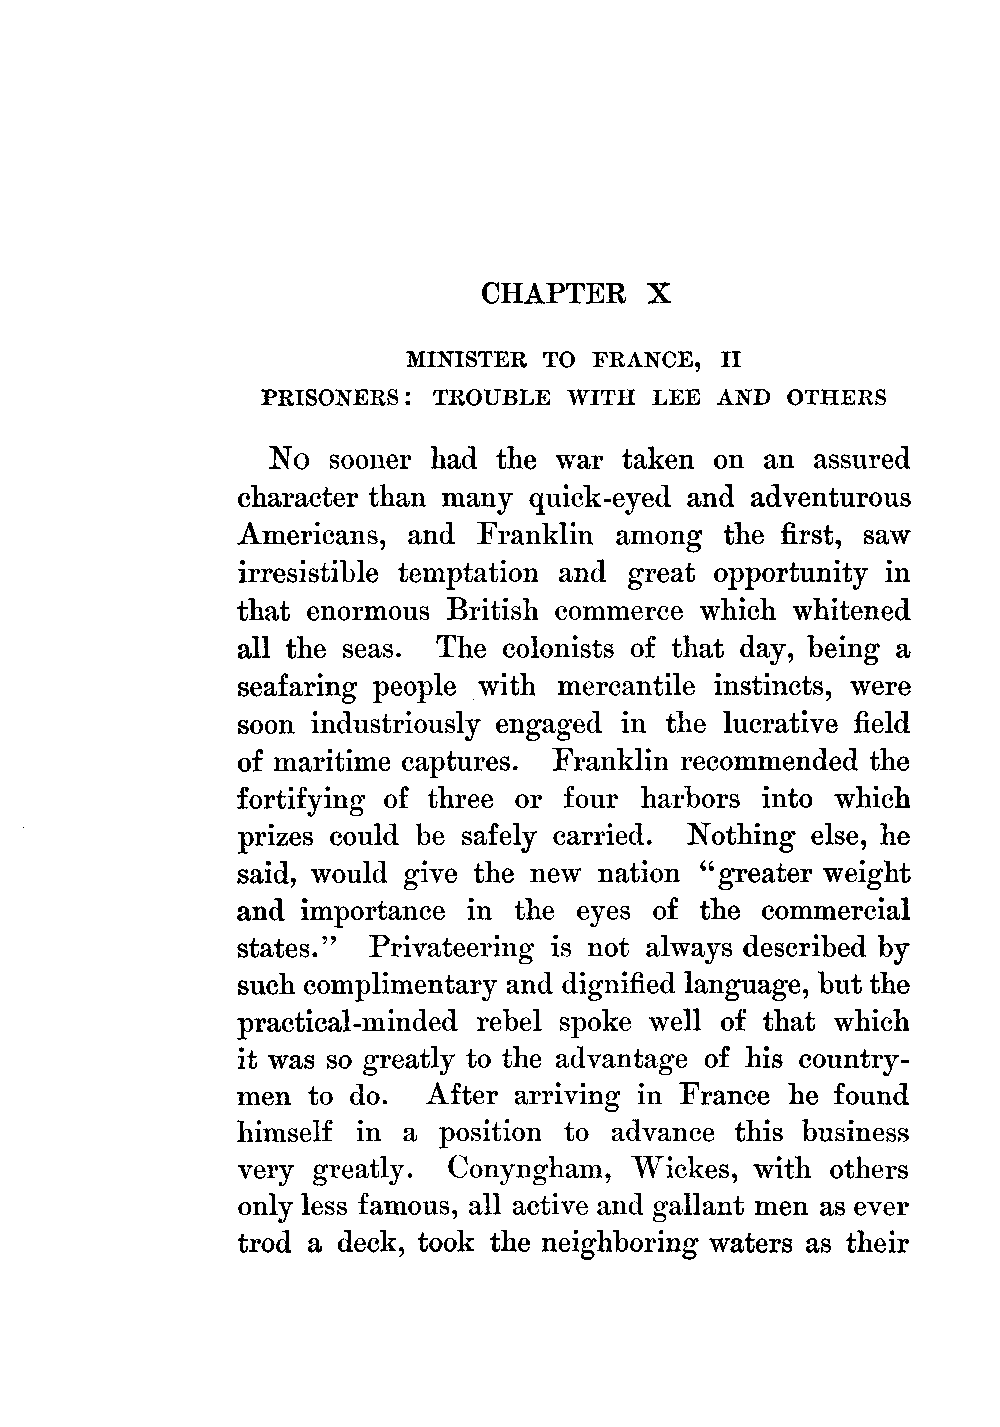 CHAPTER X
MINISTER TO FRANCE, II
PRISONERS: TROUBLE WITH LEE AND OTHERS
No sooner had the war taken on an assured
character than many quick-eyed and adventurous
Americans, and Franklin among the first, saw
irresistible temptation and great opportunity in
that enormous British commerce which whitened
all the seas. The colonists of that day, being a
seafaring people with mercantile instincts, were
soon industriously engaged in the lucrative field
of maritime captures. Franklin recommended the
fortifying of three or four harbors into which
prizes could be safely carried. Nothing else, he
said, would give the new nation “greater weight
and importance in the eyes of the commercial
states.” Privateering is not always described by
such complimentary and dignified language, but the
practical-minded rebel spoke well of that which
it was so greatly to the advantage of his country-
men to do. After arriving in France he found
himself in a position to advance this business
very greatly. Conyngham, Wickes, with others
only less famous, all active and gallant men as ever
trod a deck, took the neighboring waters as their